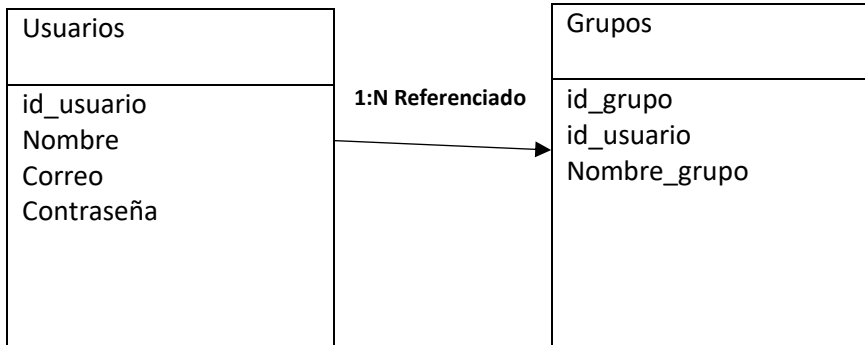 Usuarios
id_usuario
Nombre
Correo
Contraseña
1:N Referenciado
Grupos
id_grupo
id_usuario
Nombre_grupo